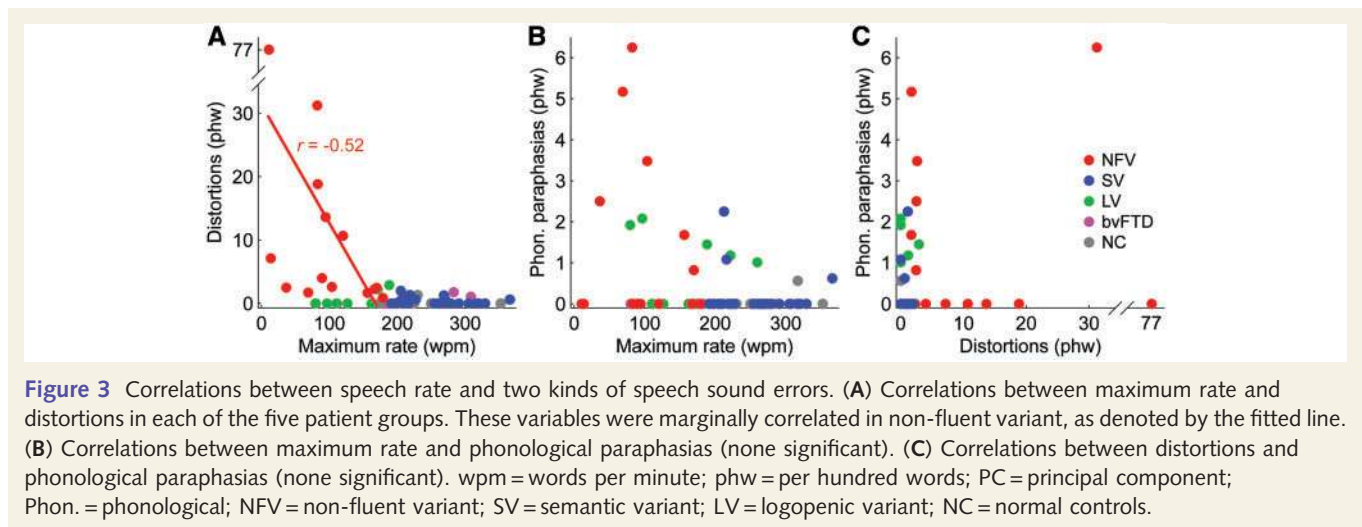 A
77
30
20
10
0
Distortions (phw)
r = -0.52
0 100 200 300
Maximum rate (wpm)
B
6
5
4
3
2
1
0
Phon. paraphasias (phw)
0 100 200 300
Maximum rate (wpm)
C
6
5
4
3
2
1
0
Phon. paraphasias (phw)
NFV
SV
LV
bvFTD
NC
0 10 20 30 77
Distortions (phw)
Figure 3 Correlations between speech rate and two kinds of speech sound errors. (A) Correlations between maximum rate and
distortions in each of the five patient groups. These variables were marginally correlated in non-fluent variant, as denoted by the fitted line.
(B) Correlations between maximum rate and phonological paraphasias (none significant). (C) Correlations between distortions and
phonological paraphasias (none significant). wpm = words per minute; phw = per hundred words; PC = principal component;
Phon. = phonological; NFV = non-fluent variant; SV = semantic variant; LV = logopenic variant; NC = normal controls.